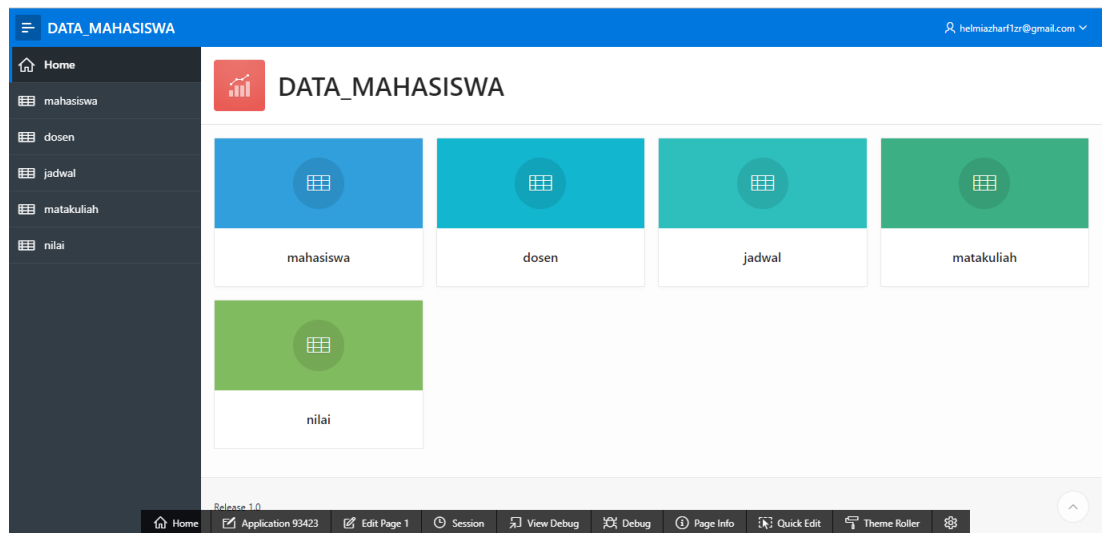 DATA_MAHASISWA
helmiazharf1zr@gmail.com
Home
mahasiswa
dosen
jadwal
matakuliah
nilai
DATA_MAHASISWA
mahasiswa dosen jadwal matakuliah
nilai
Release 1.0
Home Application 93423 Edit Page 1 Session View Debug Debug Page Info Quick Edit Theme Roller